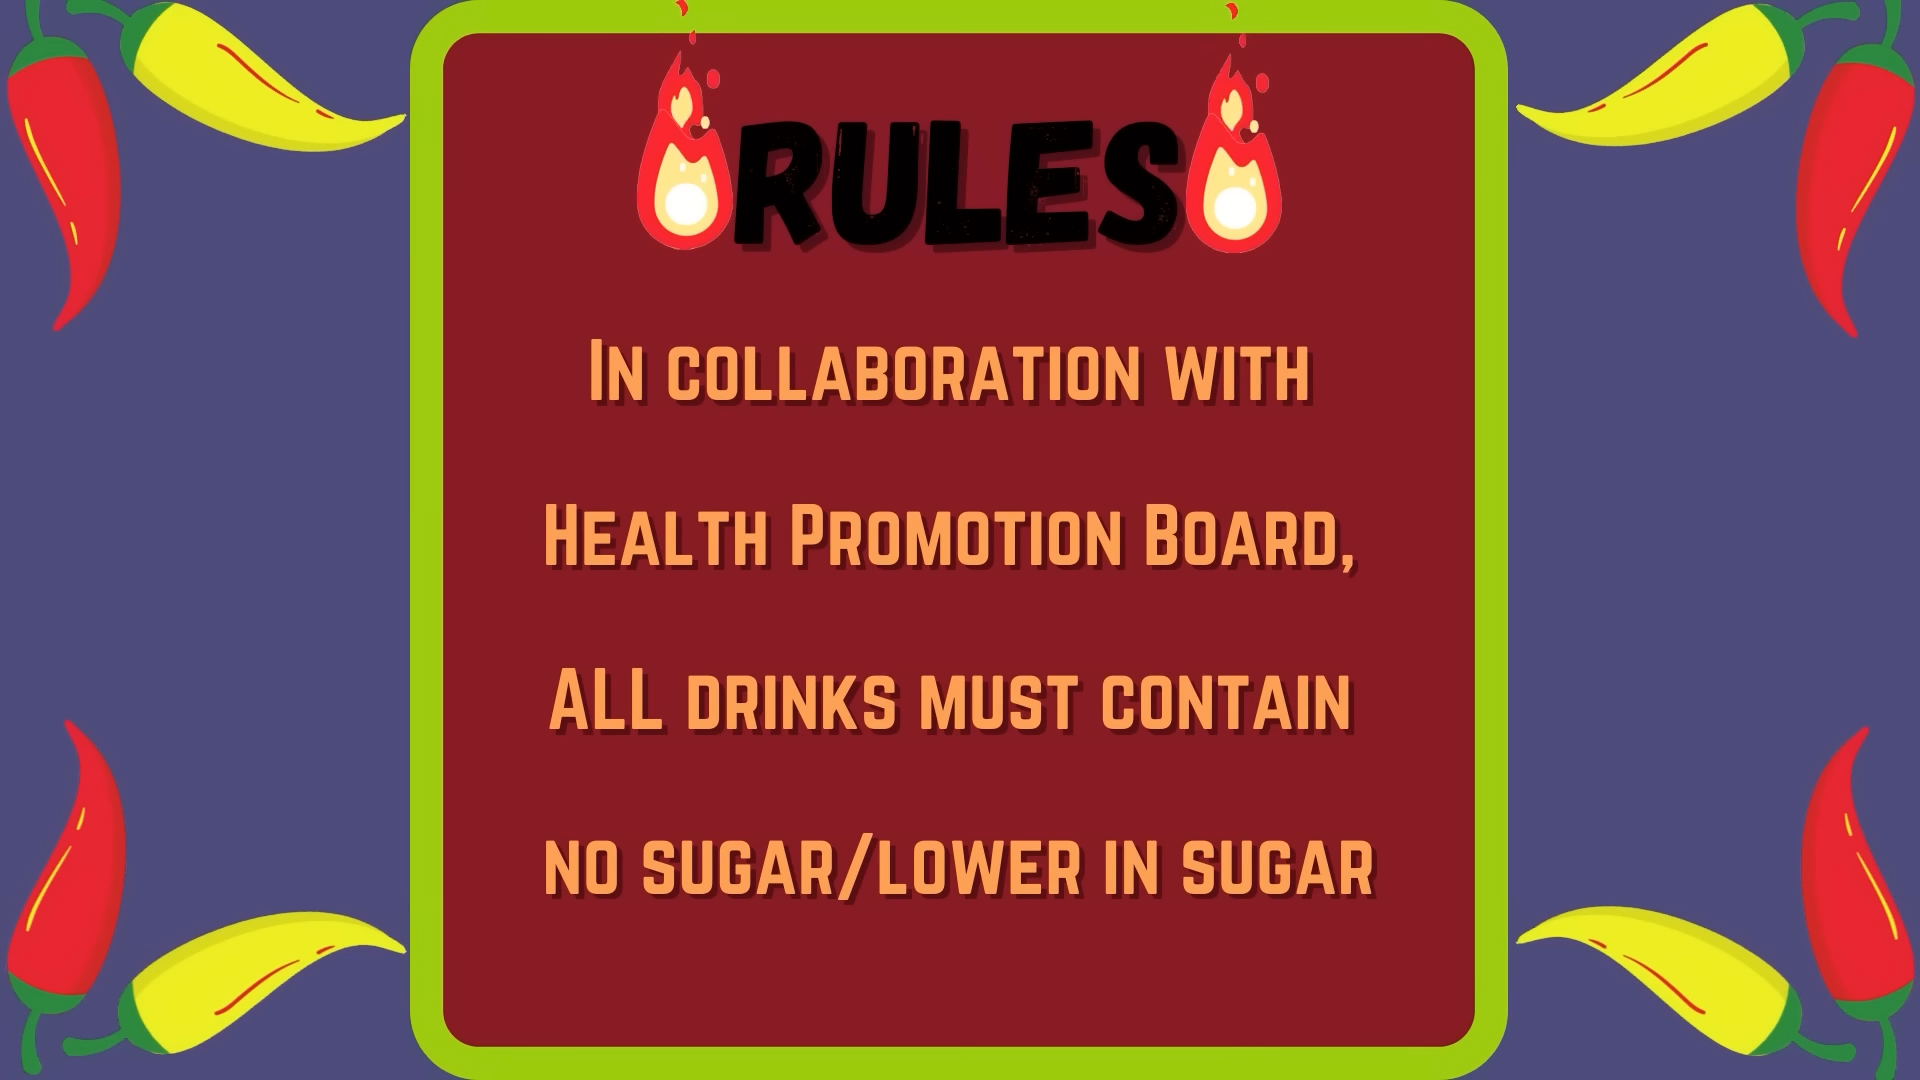 RULES
In collaboration with
Health Promotion Board,
ALL drinks must contain
no sugar/lower in sugar